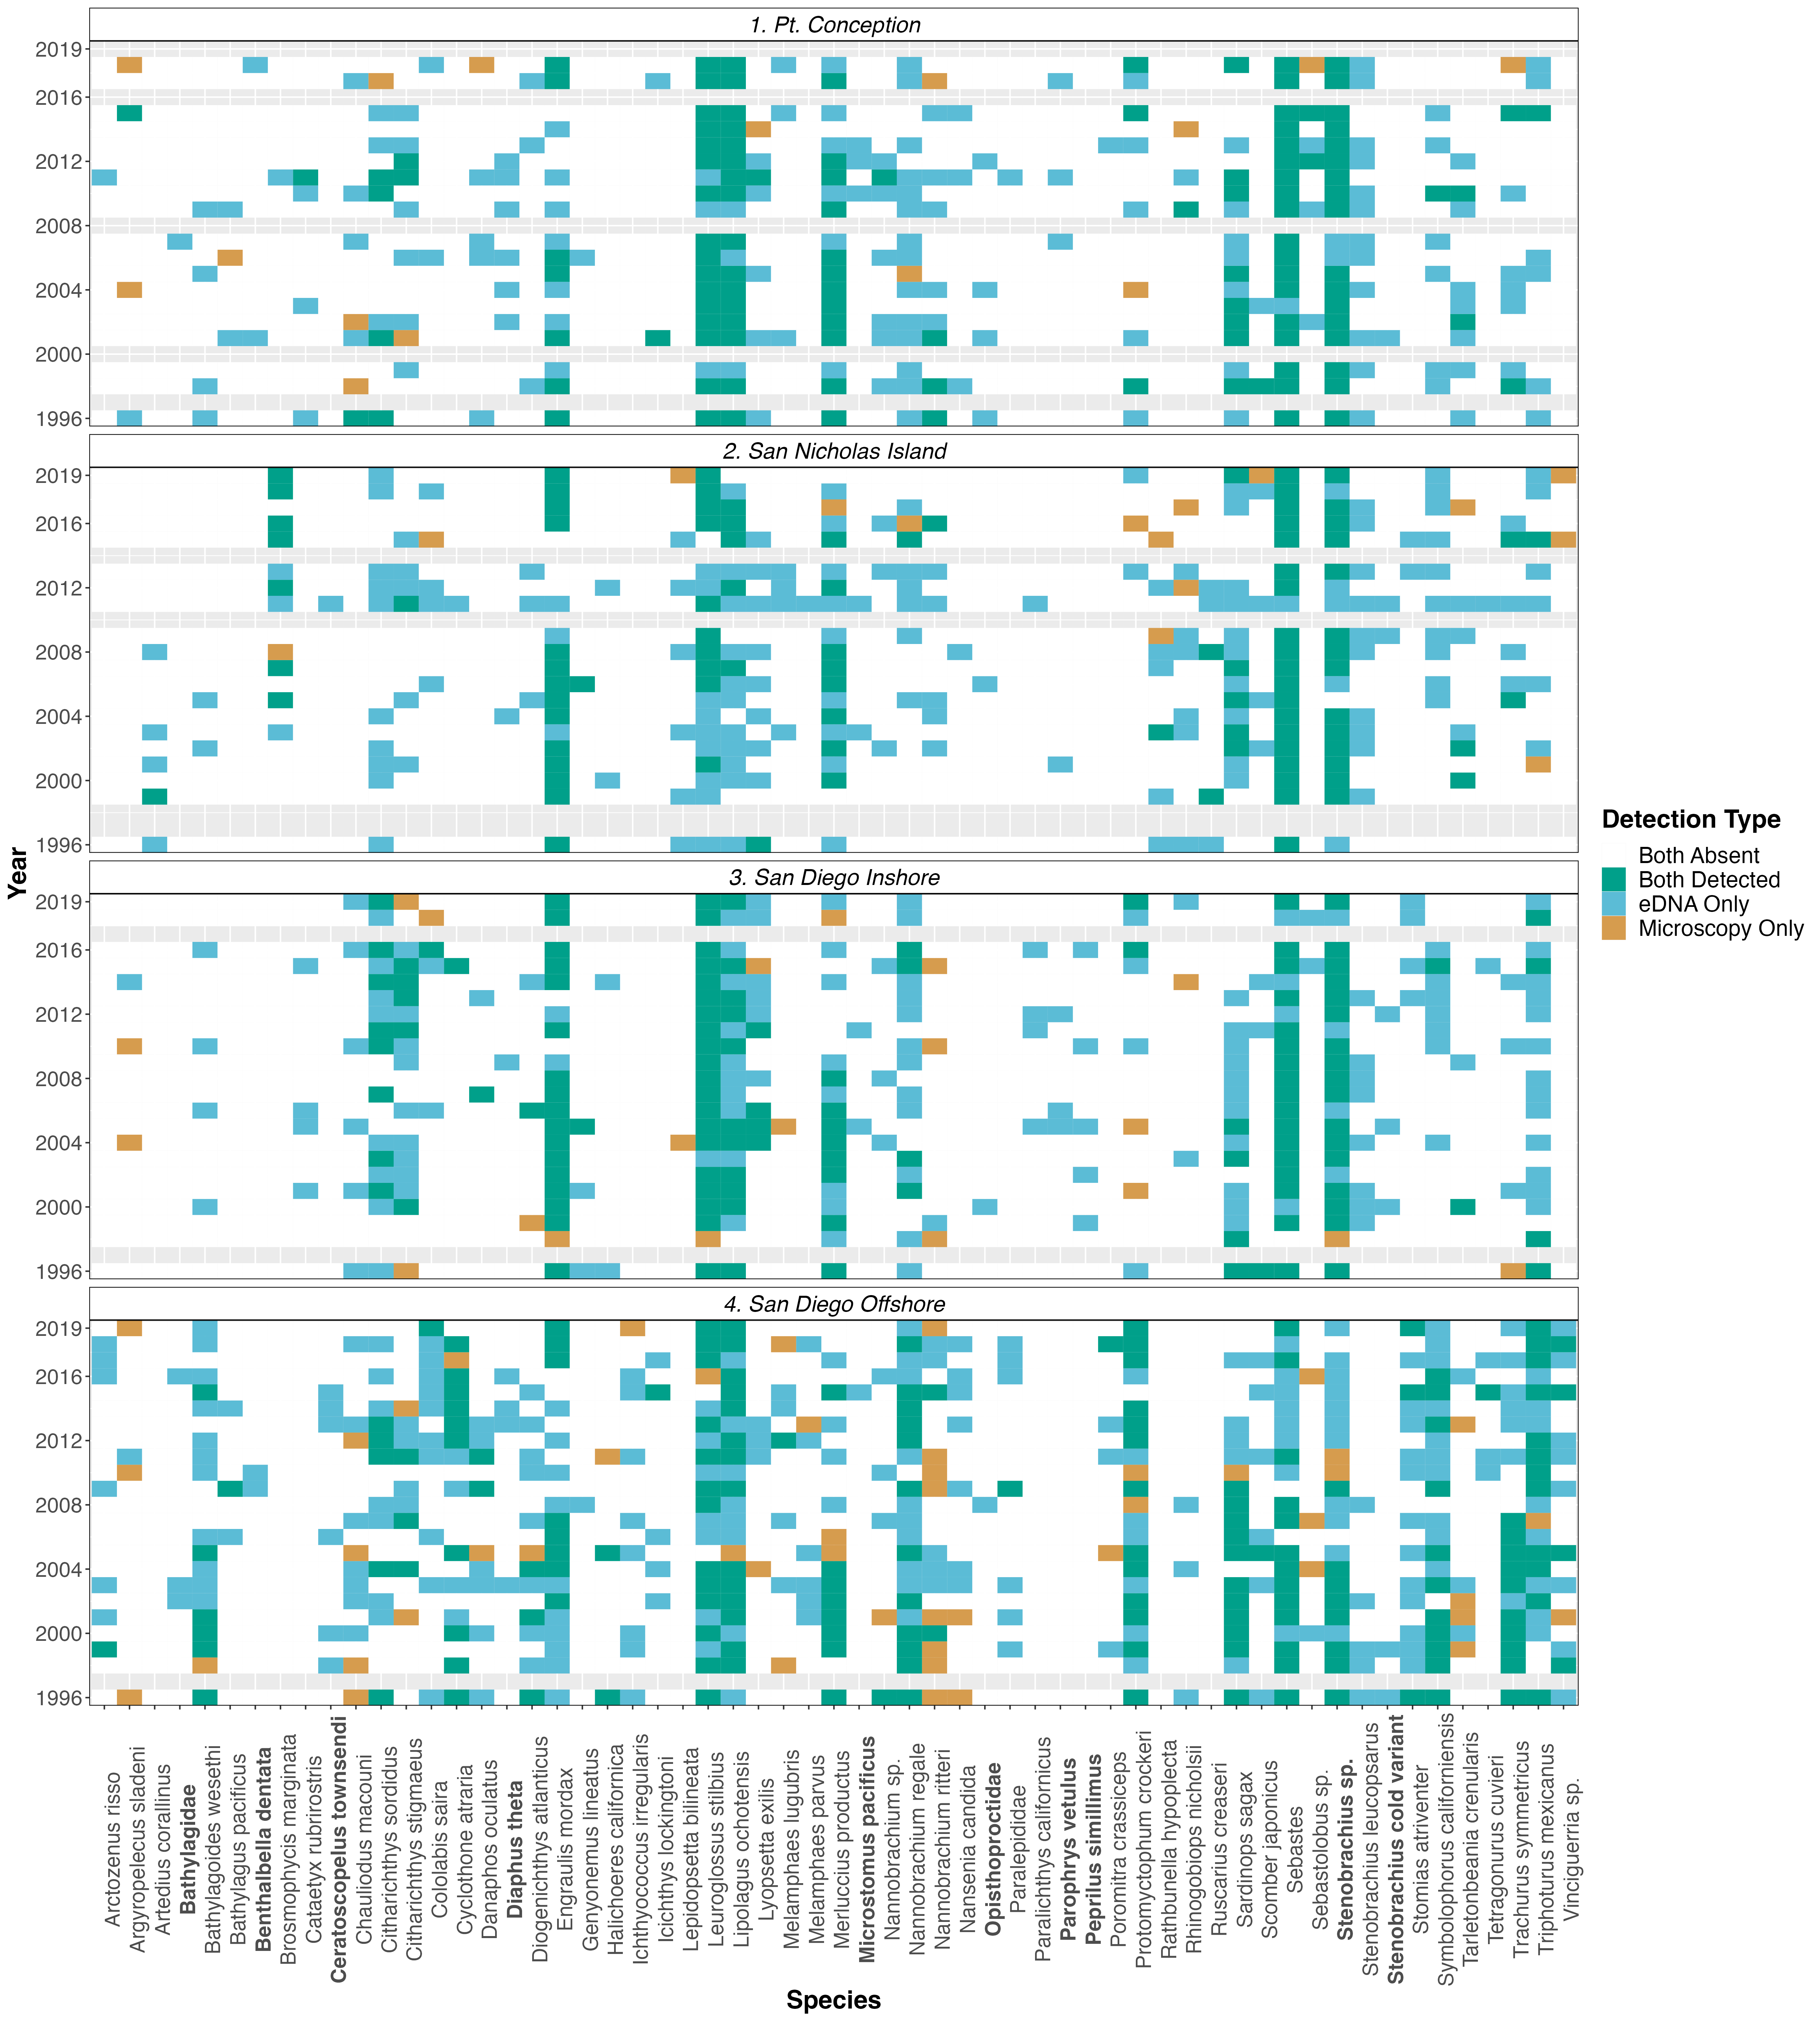 1. Pt. Conception
2019
2016
2012
2008
2004
2000
1996
2. San Nicholas Island
2019
2016
2012
2008
2004
2000
1996
3. San Diego Inshore
2019
2016
2012
2008
2004
2000
1996
4. San Diego Offshore
2019
2016
2012
2008
2004
2000
1996
Year
Arctozenus risso
Argyropelecus sladeni
Artedius corallinus
Bathylagidae
Bathylagoides wesethi
Bathylagus pacificus
Benthalbella dentata
Brosmophycis marginata
Cataetyx rubrirostris
Ceratoscopelus townsendi
Chauliodus macouni
Citharichthys sordidus
Citharichthys stigmaeus
Cololabis saira
Cyclothone atraria
Danaphos oculatus
Diaphus theta
Diogenichthys atlanticus
Engraulis mordax
Genyonemus lineatus
Halichoeres californica
Ichthyococcus irregularis
Icichthys lockingtoni
Lepidopsetta bilineata
Leuroglossus stilbius
Lipolagus ochotensis
Lyopsetta exilis
Melamphaes lugubris
Melamphaes parvus
Merluccius productus
Microstomus pacificus
Nannobrachium sp.
Nannobrachium regale
Nannobrachium ritteri
Nansenia candida
Opisthoproctidae
Paralepididae
Paralichthys californicus
Parophrys vetulus
Peprilus simillimus
Poromitra crassiceps
Protomyctophum crockeri
Rathbunella hypoplecta
Rhinogobiops nicholsii
Ruscarius creaseri
Sardinops sagax
Scomber japonicus
Sebastes
Sebastolobus sp.
Stenobrachius sp.
Stenobrachius leucopsarus
Stenobrachius cold variant
Stomias atriventer
Symbolophorus californiensis
Tarletonbeania crenularis
Tetragonurus cuvieri
Trachurus symmetricus
Triphoturus mexicanus
Vinciguerria sp.
Species
Detection Type
Both Absent
Both Detected
eDNA Only
Microscopy Only